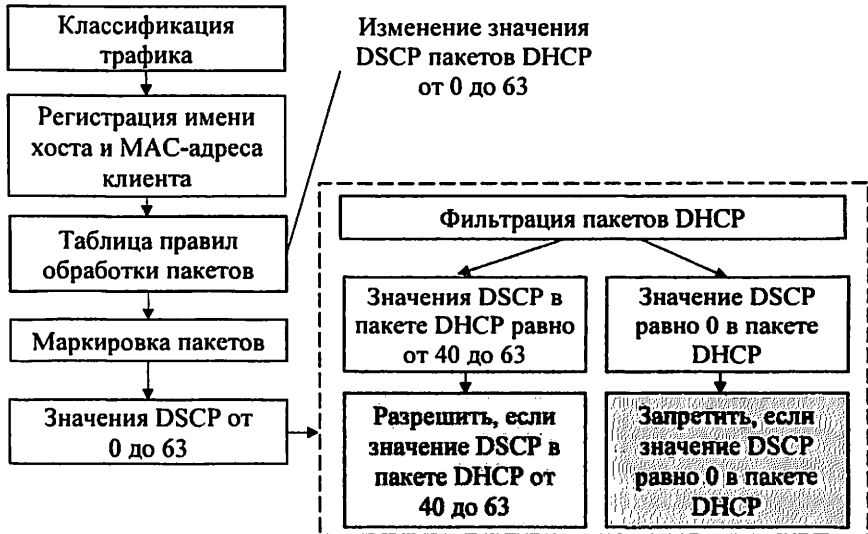 Классификация
трафика
Изменение значения
DSCP пакетов DHCP
от 0 до 63
Регистрация имени
хоста и MAC-адреса
клиента
Таблица правил
обработки пакетов
Маркировка пакетов
Значения DSCP от
0 до 63
Фильтрация пакетов DHCP
Значения DSCP в
пакете DHCP равно
от 40 до 63
Разрешить, если
значение DSCP в
пакете DHCP от
40 до 63
Значение DSCP
равно 0 в пакете
DHCP
Запретить, если
значение DSCP
равно 0 в пакете
DHCP